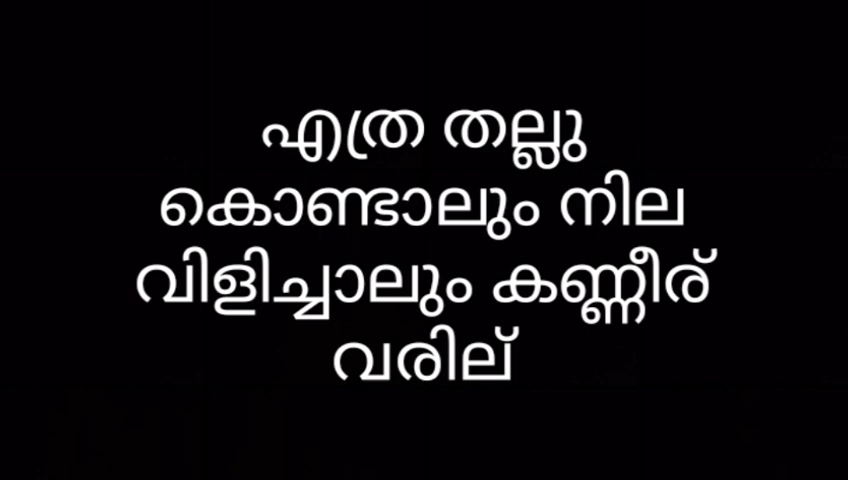 എത്ര തല്ലു
കൊണ്ടാലും നില
വിളിച്ചാലും കണ്ണീര്
വരില്